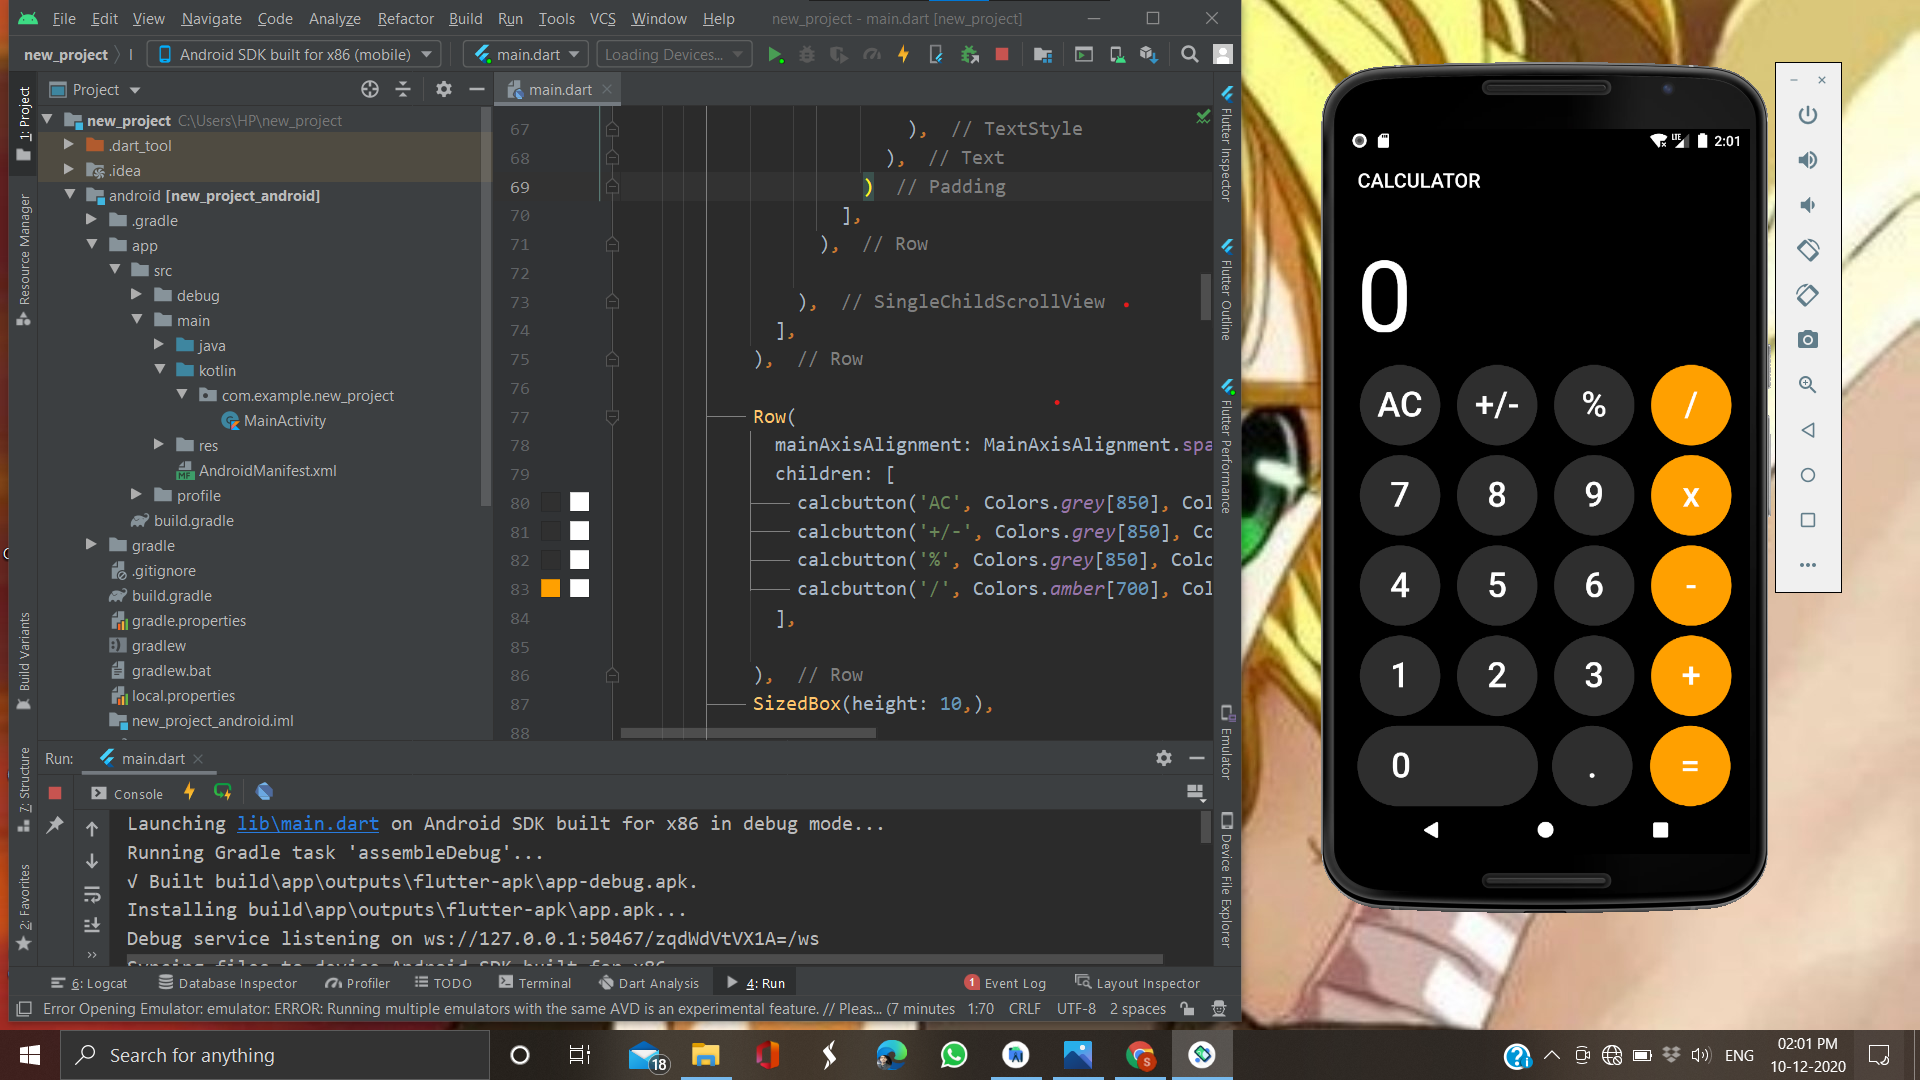 File Edit View Navigate Code Analyze Refactor Build Run Tools VCS Window Help new_project - main.dart [new_project]
new_project Android SDK built for x86 (mobile) main.dart Loading Devices...
Project main.dart
1: Project
Resource Manager
Build Variants
7: Structure
2: Favorites
new_project C:\Users\HP\new_project
.dart_tool
.idea
android [new_project_android]
.gradle
app
src
debug
main
java
kotlin
com.example.new_project
MainActivity
res
AndroidManifest.xml
profile
build.gradle
gradle
.gitignore
build.gradle
gradle.properties
gradlew
gradlew.bat
local.properties
new_project_android.iml
67 ), // TextStyle
68 ), // Text
69 ) // Padding
70 ],
71 ), // Row
72
73 ), // SingleChildScrollView
74 ],
75 ), // Row
76
77 Row(
78 mainAxisAlignment: MainAxisAlignment.spa
79 children: [
80 calcbutton('AC', Colors.grey[850], Col
81 calcbutton('+/-', Colors.grey[850], Co
82 calcbutton('%', Colors.grey[850], Colo
83 calcbutton('/', Colors.amber[700], Col
84 ],
85
86 ), // Row
87 SizedBox(height: 10,),
88
Flutter Inspector
Flutter Outline
Flutter Performance
Emulator
Device File Explorer
Run: main.dart
Console
Launching lib\main.dart on Android SDK built for x86 in debug mode...
Running Gradle task 'assembleDebug'...
√ Built build\app\outputs\flutter-apk\app-debug.apk.
Installing build\app\outputs\flutter-apk\app.apk...
Debug service listening on ws://127.0.0.1:50467/zqdWdVtVX1A=/ws
Syncing files to device Android SDK built for x86
6: Logcat Database Inspector Profiler TODO Terminal Dart Analysis 4: Run 1 Event Log Layout Inspector
Error Opening Emulator: emulator: ERROR: Running multiple emulators with the same AVD is an experimental feature. // Pleas... (7 minutes 1:70 CRLF UTF-8 2 spaces
LTE 2:01
CALCULATOR
0
AC +/- % /
7 8 9 x
4 5 6 -
1 2 3 +
0 . =
Search for anything
18
S
ENG
02:01 PM
10-12-2020